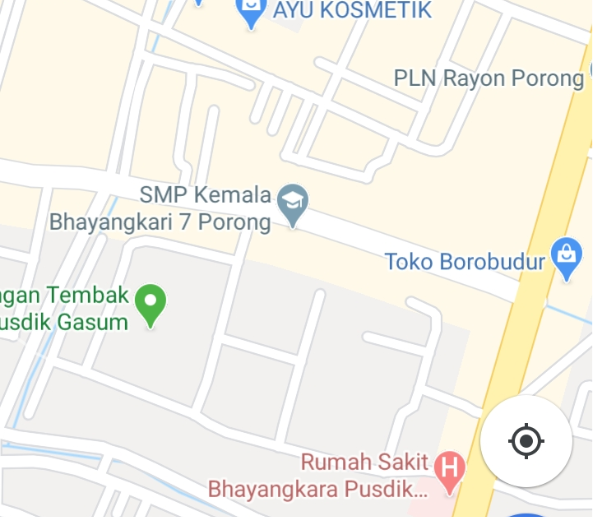 AYU KOSMETIK
PLN Rayon Porong
SMP Kemala
Bhayangkari 7 Porong
Toko Borobudur
ngan Tembak
usdik Gasum
Rumah Sakit
H
Bhayangkara Pusdik...